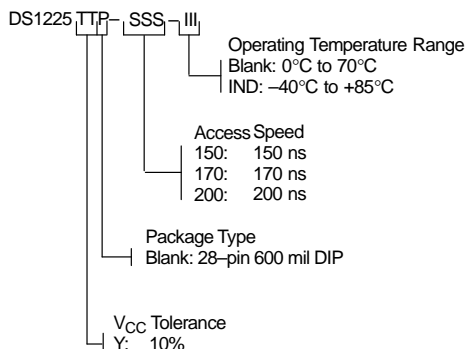 DS1225 TTP– SSS – III
Operating Temperature Range
Blank: 0°C to 70°C
IND: –40°C to +85°C
Access Speed
150: 150 ns
170: 170 ns
200: 200 ns
Package Type
Blank: 28–pin 600 mil DIP
VCC Tolerance
Y: 10%